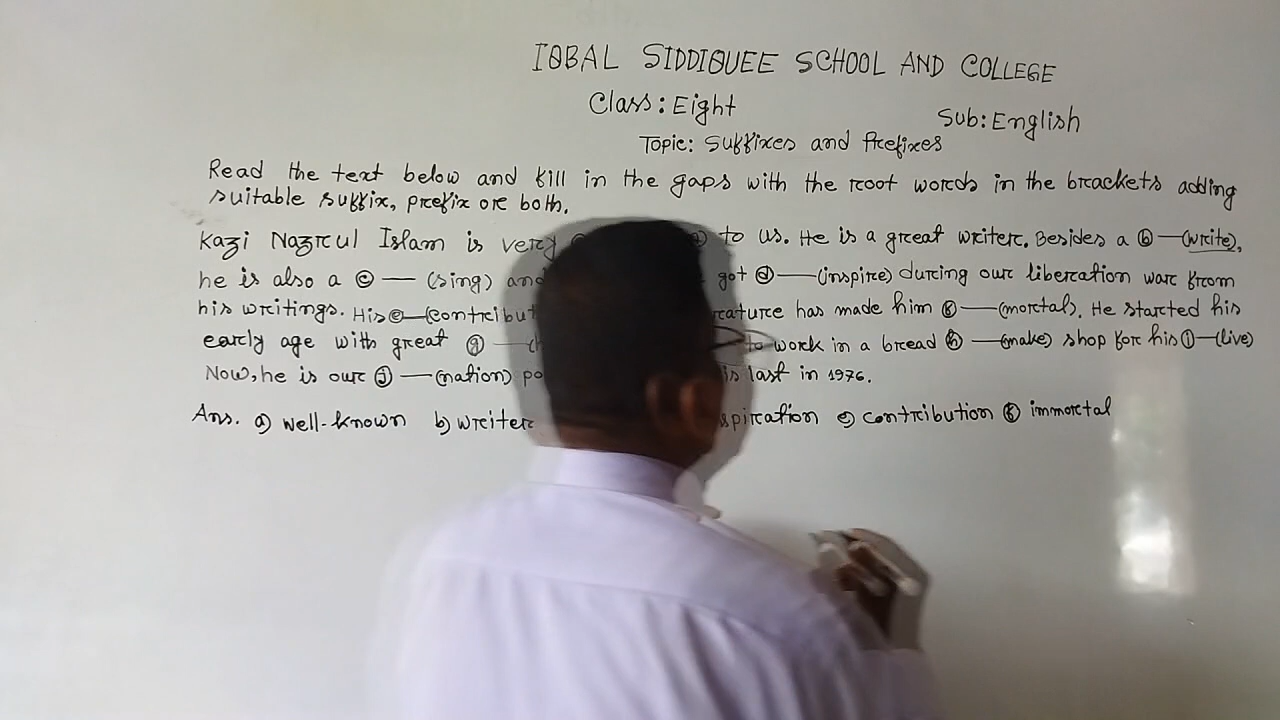 IQBAL SIDDIQUEE SCHOOL AND COLLEGE
Class: Eight Sub: English
Topic: Suffixes and Prefixes
Read the text below and fill in the gaps with the root words in the brackets adding
suitable suffix, prefix or both.
Kazi Nazrul Islam is very to us. He is a great writer. Besides a ⓑ — (write),
he is also a ⓒ — (sing) and got ⓓ — (inspire) during our liberation war from
his writings. His ⓔ — (contribut has made him ⓕ — (mortal). He started his
early age with great ⓖ — to work in a bread ⓗ — (make) shop for his ⓘ — (live)
Now, he is our ⓙ — (nation) po is last in 1976.
Ans. a) well-known b) writer spiration e) contribution ⓕ immortal